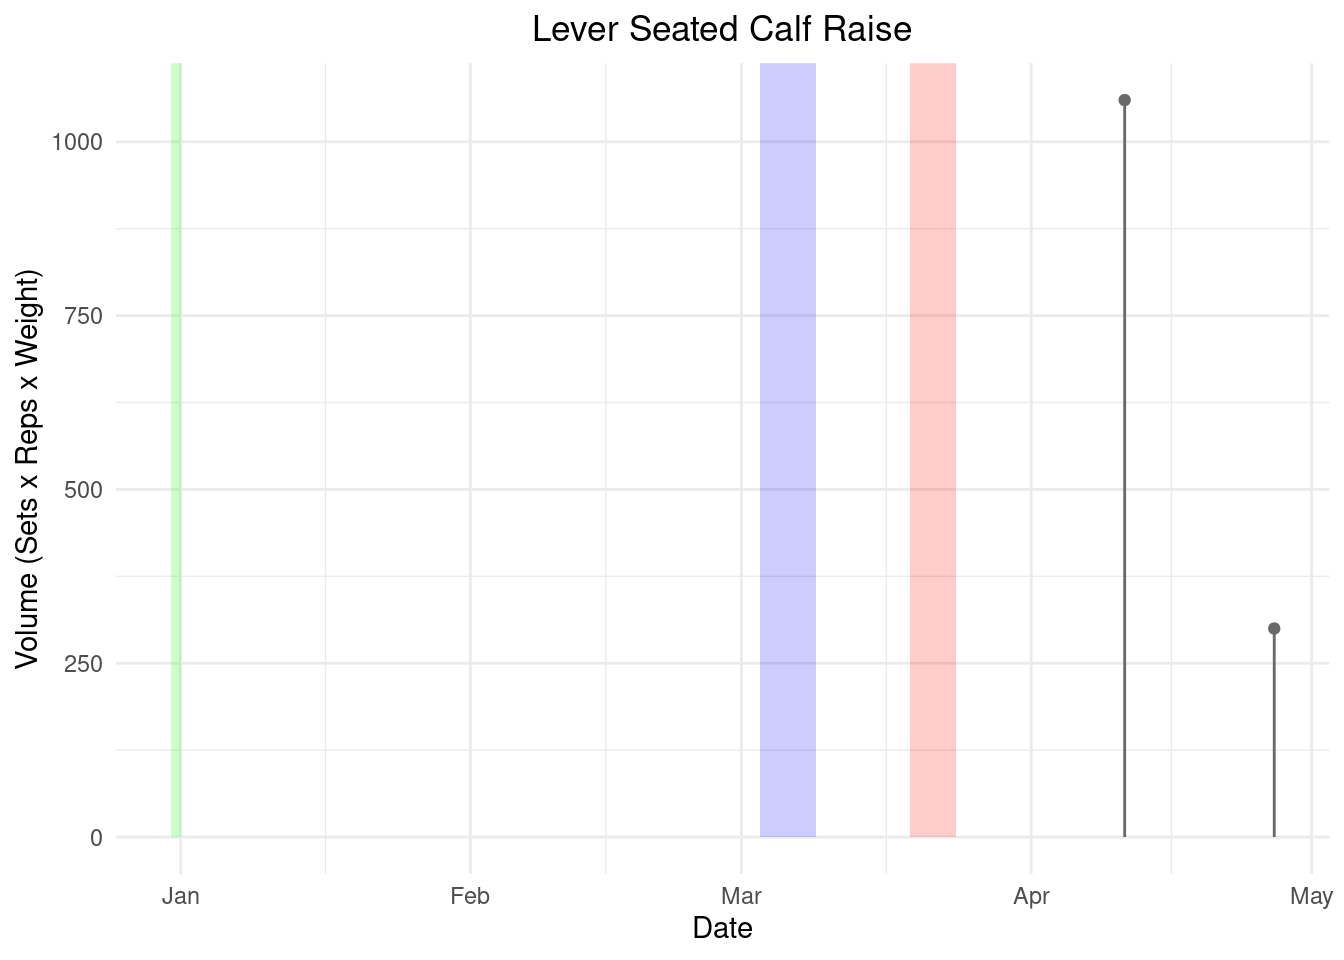 Lever Seated Calf Raise
Volume (Sets x Reps x Weight)
1000
750
500
250
0
Jan Feb Mar Apr May
Date